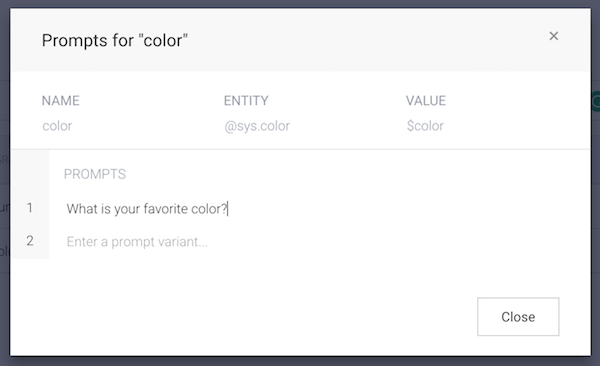 Prompts for "color"
×
NAME ENTITY VALUE
color @sys.color $color
PROMPTS
1 What is your favorite color?
2 Enter a prompt variant...
Close